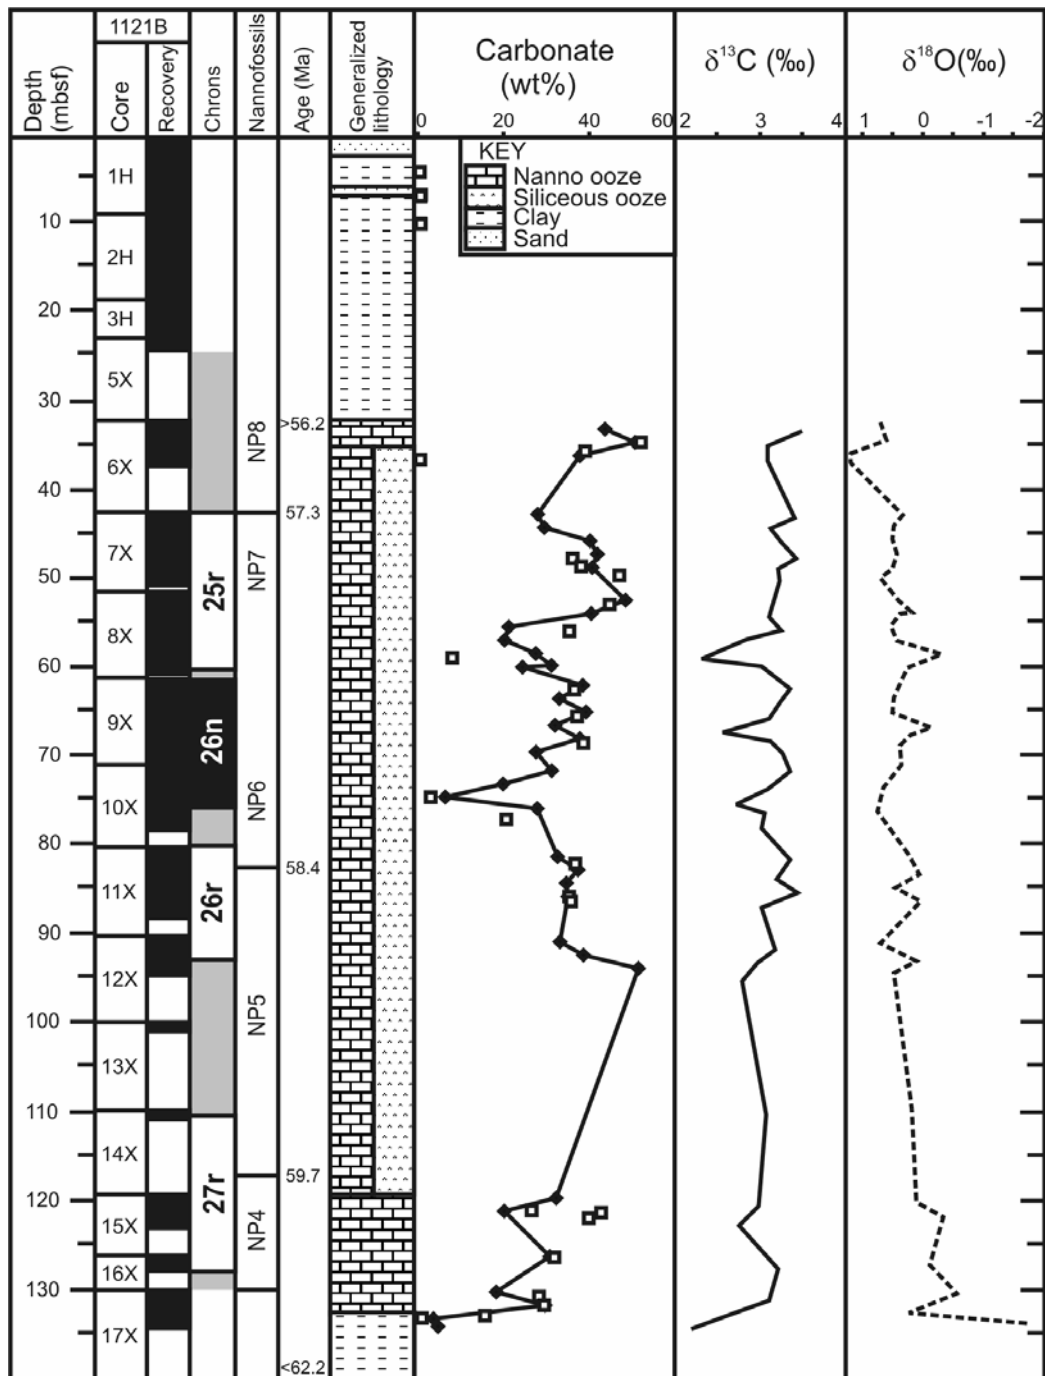 1121B
Depth (mbsf)
Core
Recovery
Chrons
Nannofossils
Age (Ma)
Generalized lithology
Carbonate
(wt%)
δ13C (‰)
δ18O(‰)
0 20 40 60
2 3 4
1 0 -1 -2
KEY
Nanno ooze
Siliceous ooze
Clay
Sand
10
20
30
40
50
60
70
80
90
100
110
120
130
1H
2H
3H
5X
6X
7X
8X
9X
10X
11X
12X
13X
14X
15X
16X
17X
25r
26n
26r
27r
NP8
NP7
NP6
NP5
NP4
>56.2
57.3
58.4
59.7
<62.2